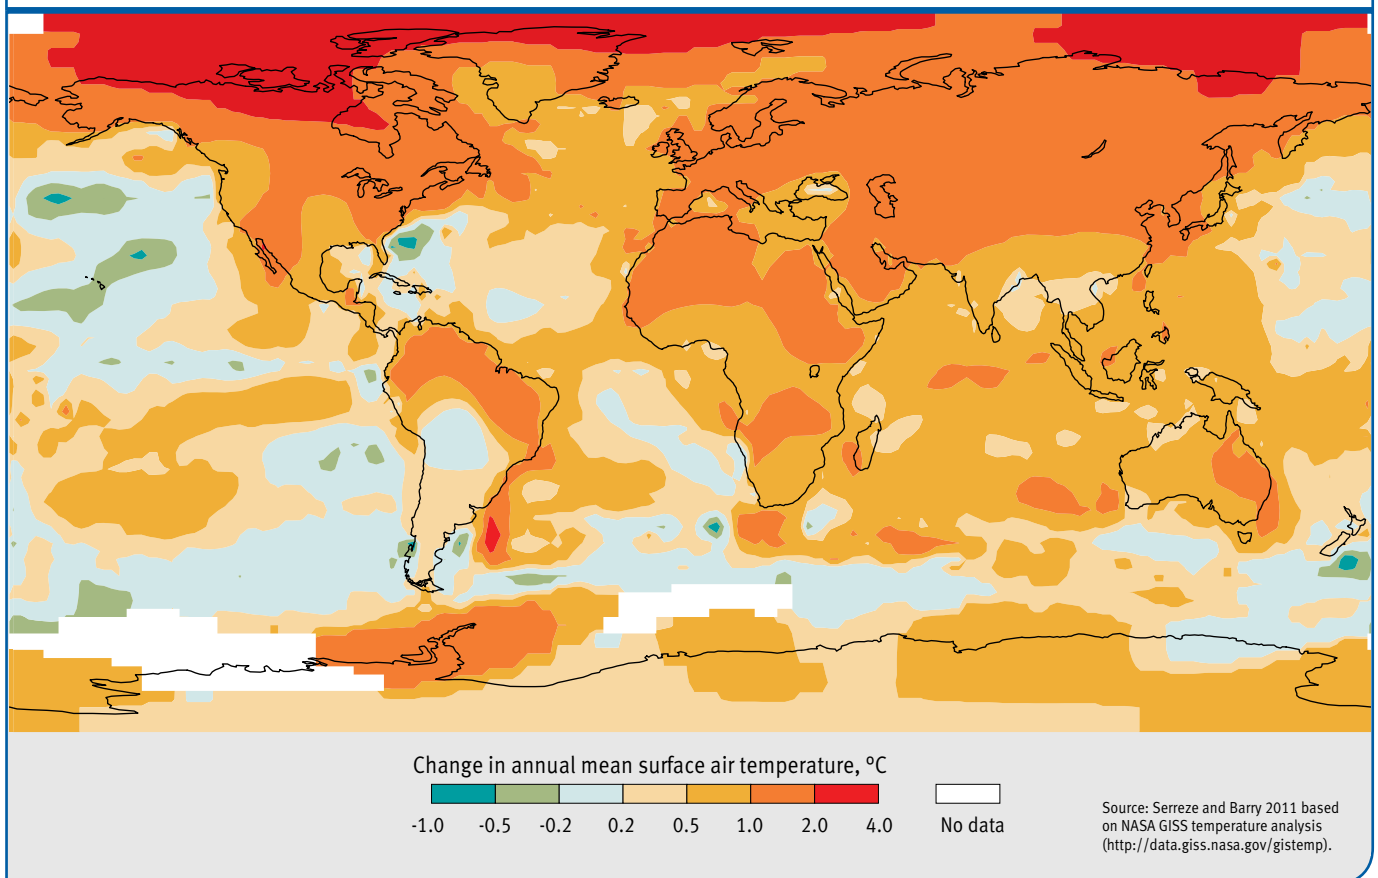 Change in annual mean surface air temperature, °C
-1.0 -0.5 -0.2 0.2 0.5 1.0 2.0 4.0 No data
Source: Serreze and Barry 2011 based
on NASA GISS temperature analysis
(http://data.giss.nasa.gov/gistemp).